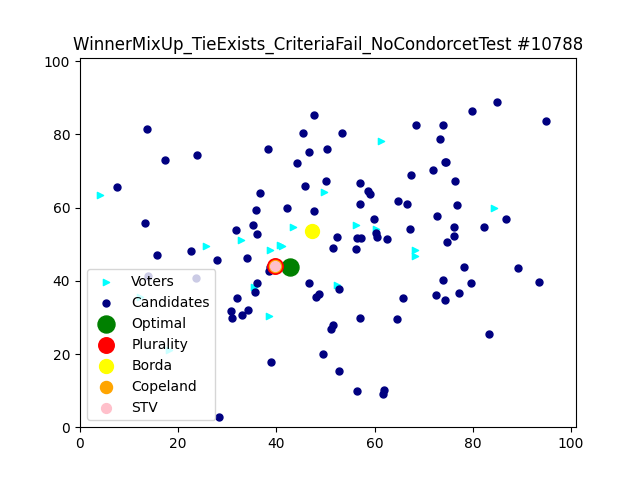 WinnerMixUp_TieExists_CriteriaFail_NoCondorcetTest #10788
100
80
60
40
20
0
Voters
Candidates
Optimal
Plurality
Borda
Copeland
STV
0 20 40 60 80 100